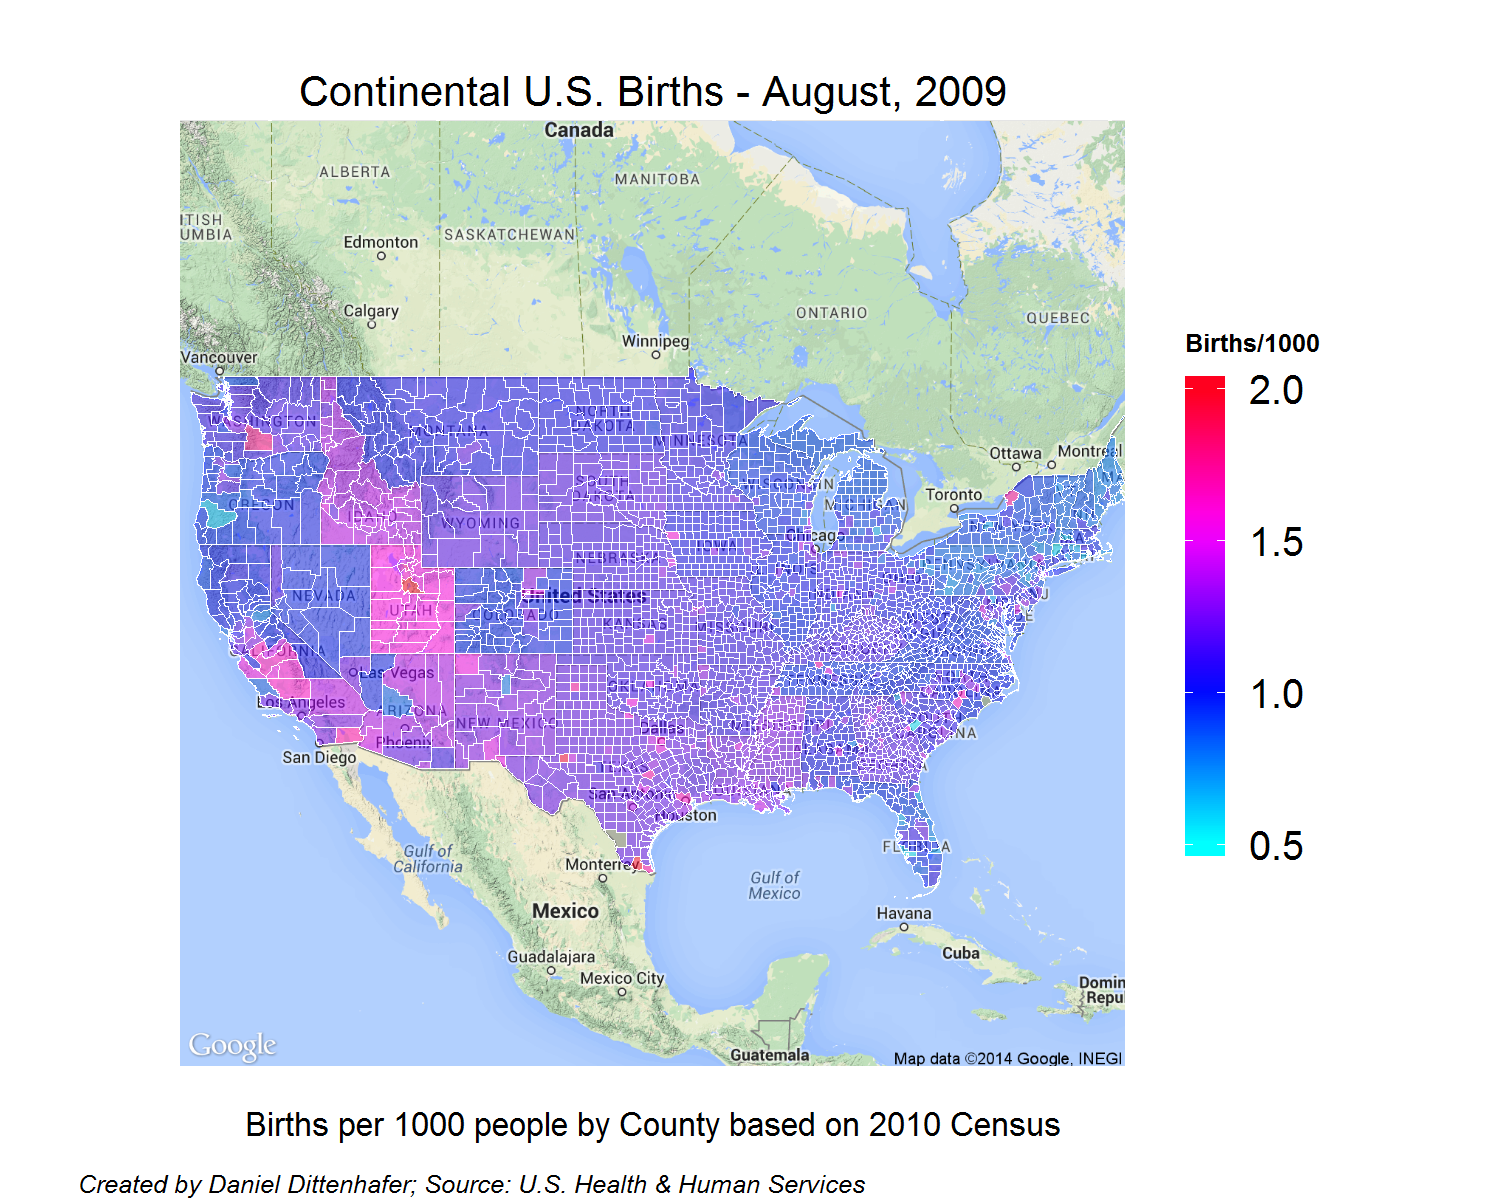 Continental U.S. Births - August, 2009
Canada
ALBERTA
MANITOBA
ITISH
UMBIA
Edmonton
SASKATCHEWAN
Calgary
ONTARIO
QUEBEC
Winnipeg
Vancouver
Births/1000
2.0
1.5
1.0
0.5
WASHINGTON
MONTANA
NORTH
DAKOTA
MINNESOTA
Ottawa
Montreal
Toronto
OREGON
IDAHO
SOUTH
DAKOTA
WISCONSIN
MICHIGAN
WYOMING
Chicago
IOWA
NEBRASKA
NEVADA
UTAH
United States
COLORADO
KANSAS
MISSOURI
CALIFORNIA
Las Vegas
Los Angeles
ARIZONA
NEW MEXICO
OKLAHOMA
Dallas
Phoenix
San Diego
TEXAS
San Antonio
Houston
FLORIDA
Gulf of
California
Monterrey
Gulf of
Mexico
Mexico
Havana
Cuba
Guadalajara
Mexico City
Domin
Repu
Google
Guatemala
Map data ©2014 Google, INEGI
Births per 1000 people by County based on 2010 Census
Created by Daniel Dittenhafer; Source: U.S. Health & Human Services